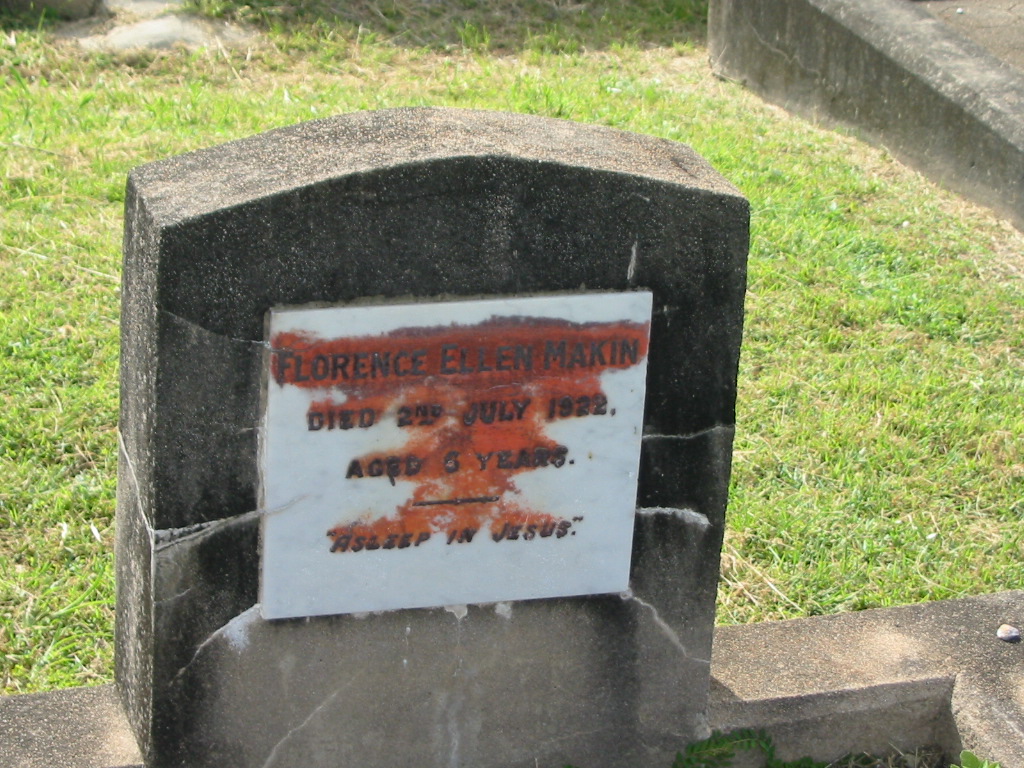 FLORENCE ELLEN MAKIN
DIED 2ND JULY 1922,
AGED 6 YEARS.
"ASLEEP IN JESUS."